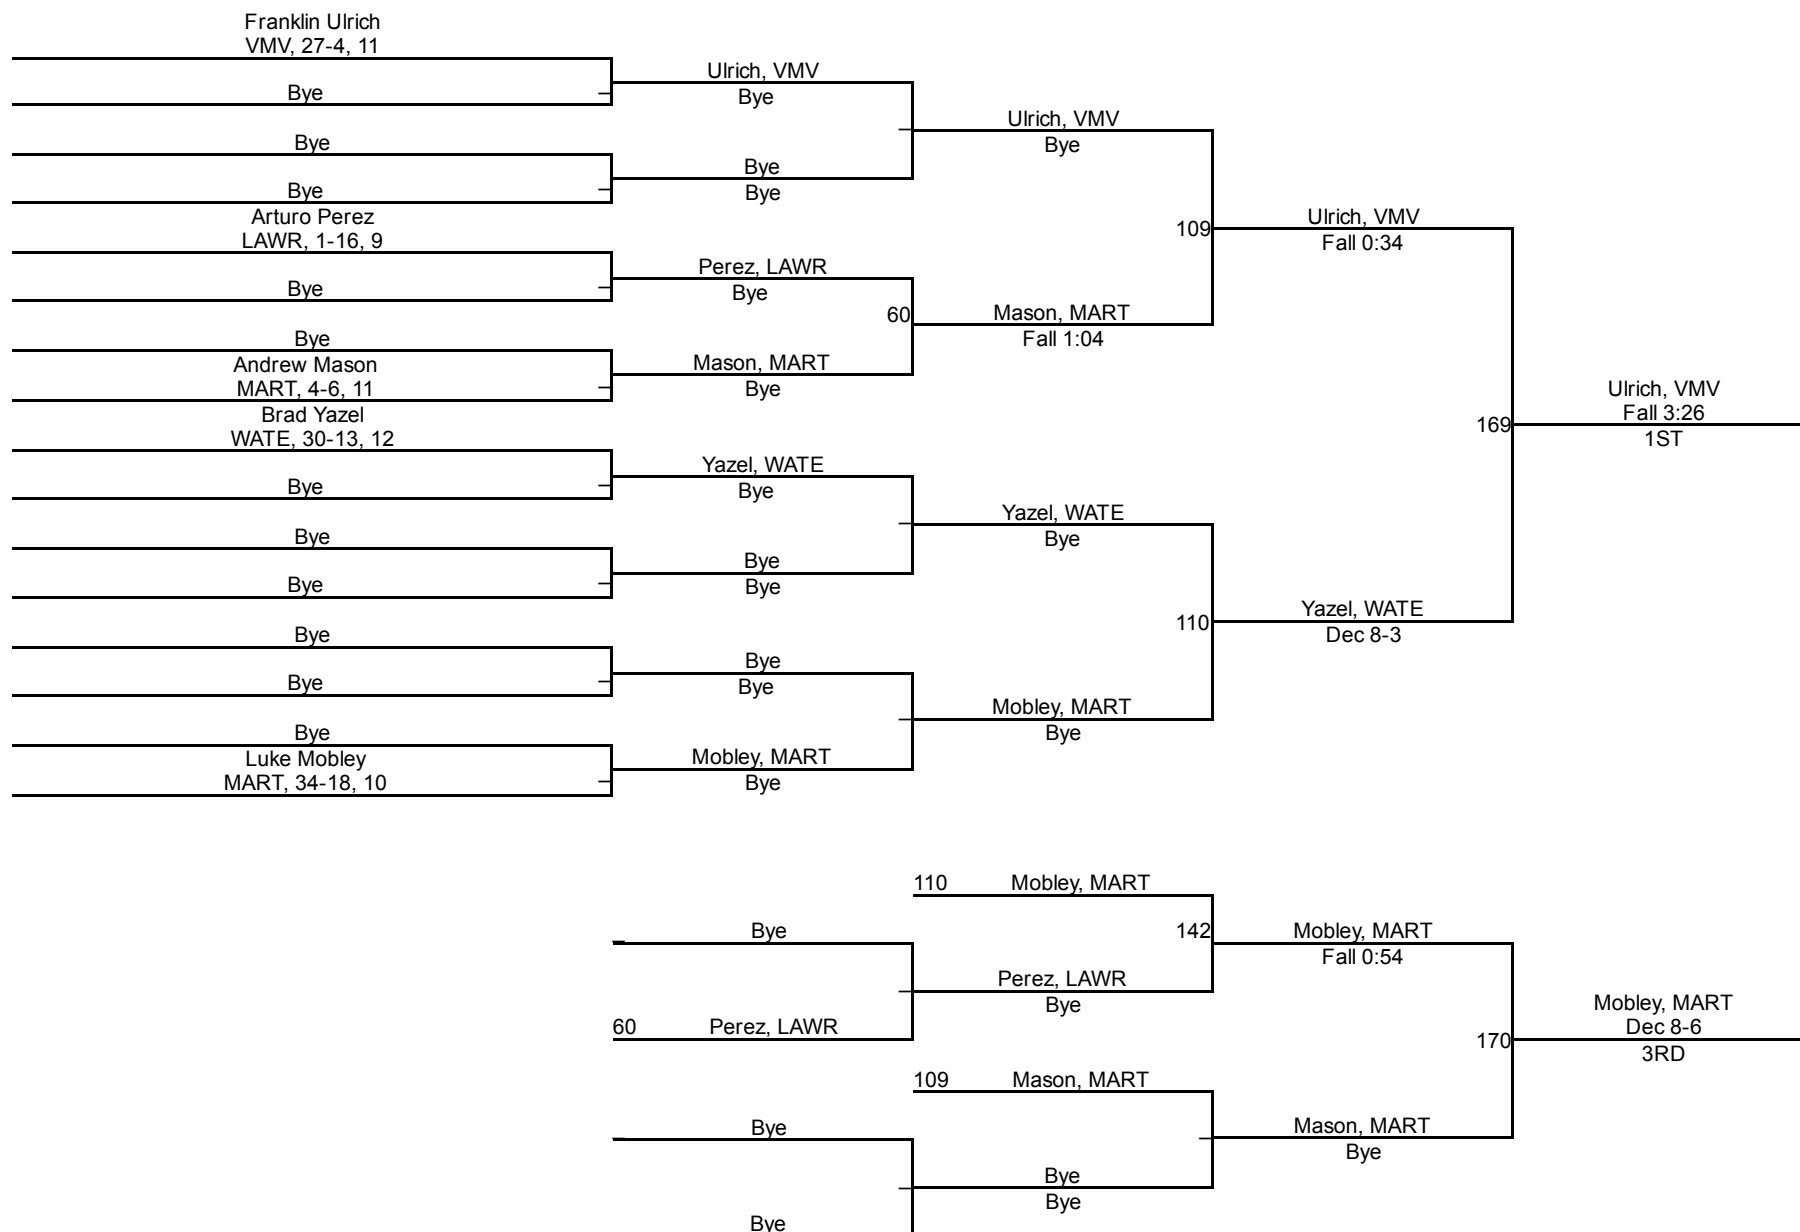 Franklin Ulrich
VMV, 27-4, 11
Bye
Bye
Bye
Arturo Perez
LAWR, 1-16, 9
Bye
Bye
Andrew Mason
MART, 4-6, 11
Brad Yazel
WATE, 30-13, 12
Bye
Bye
Bye
Bye
Bye
Bye
Luke Mobley
MART, 34-18, 10
Ulrich, VMV
Bye
Bye
Bye
Perez, LAWR
Bye
Mason, MART
Bye
Yazel, WATE
Bye
Bye
Bye
Bye
Bye
Mobley, MART
Bye
Ulrich, VMV
Bye
60
Mason, MART
Fall 1:04
Yazel, WATE
Bye
Mobley, MART
Bye
109
Ulrich, VMV
Fall 0:34
110
Yazel, WATE
Dec 8-3
169
Ulrich, VMV
Fall 3:26
1ST
Bye
60 Perez, LAWR
Bye
Bye
110 Mobley, MART
Perez, LAWR
Bye
109 Mason, MART
Bye
Bye
142
Mobley, MART
Fall 0:54
Mason, MART
Bye
170
Mobley, MART
Dec 8-6
3RD